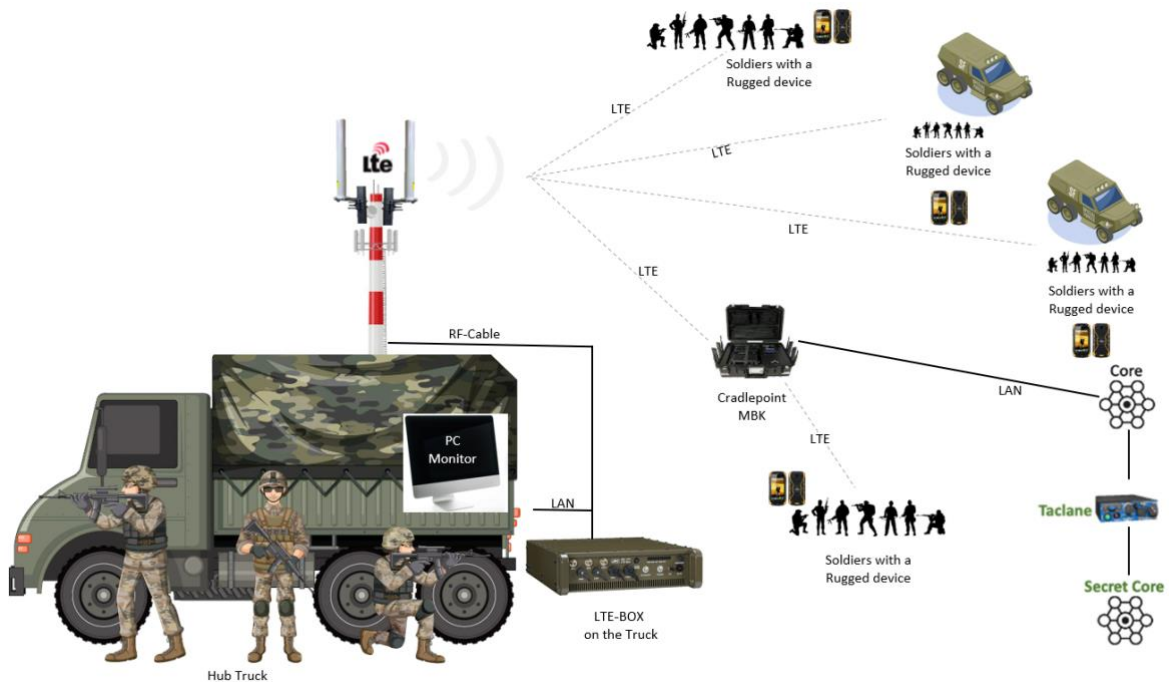 Soldiers with a
Rugged device
LTE
Lte
LTE
Soldiers with a
Rugged device
LTE
LTE
Soldiers with a
Rugged device
RF-Cable
Core
LAN
Cradlepoint
MBK
LTE
PC
Monitor
LAN
Taclane
Soldiers with a
Rugged device
Secret Core
LTE-BOX
on the Truck
Hub Truck